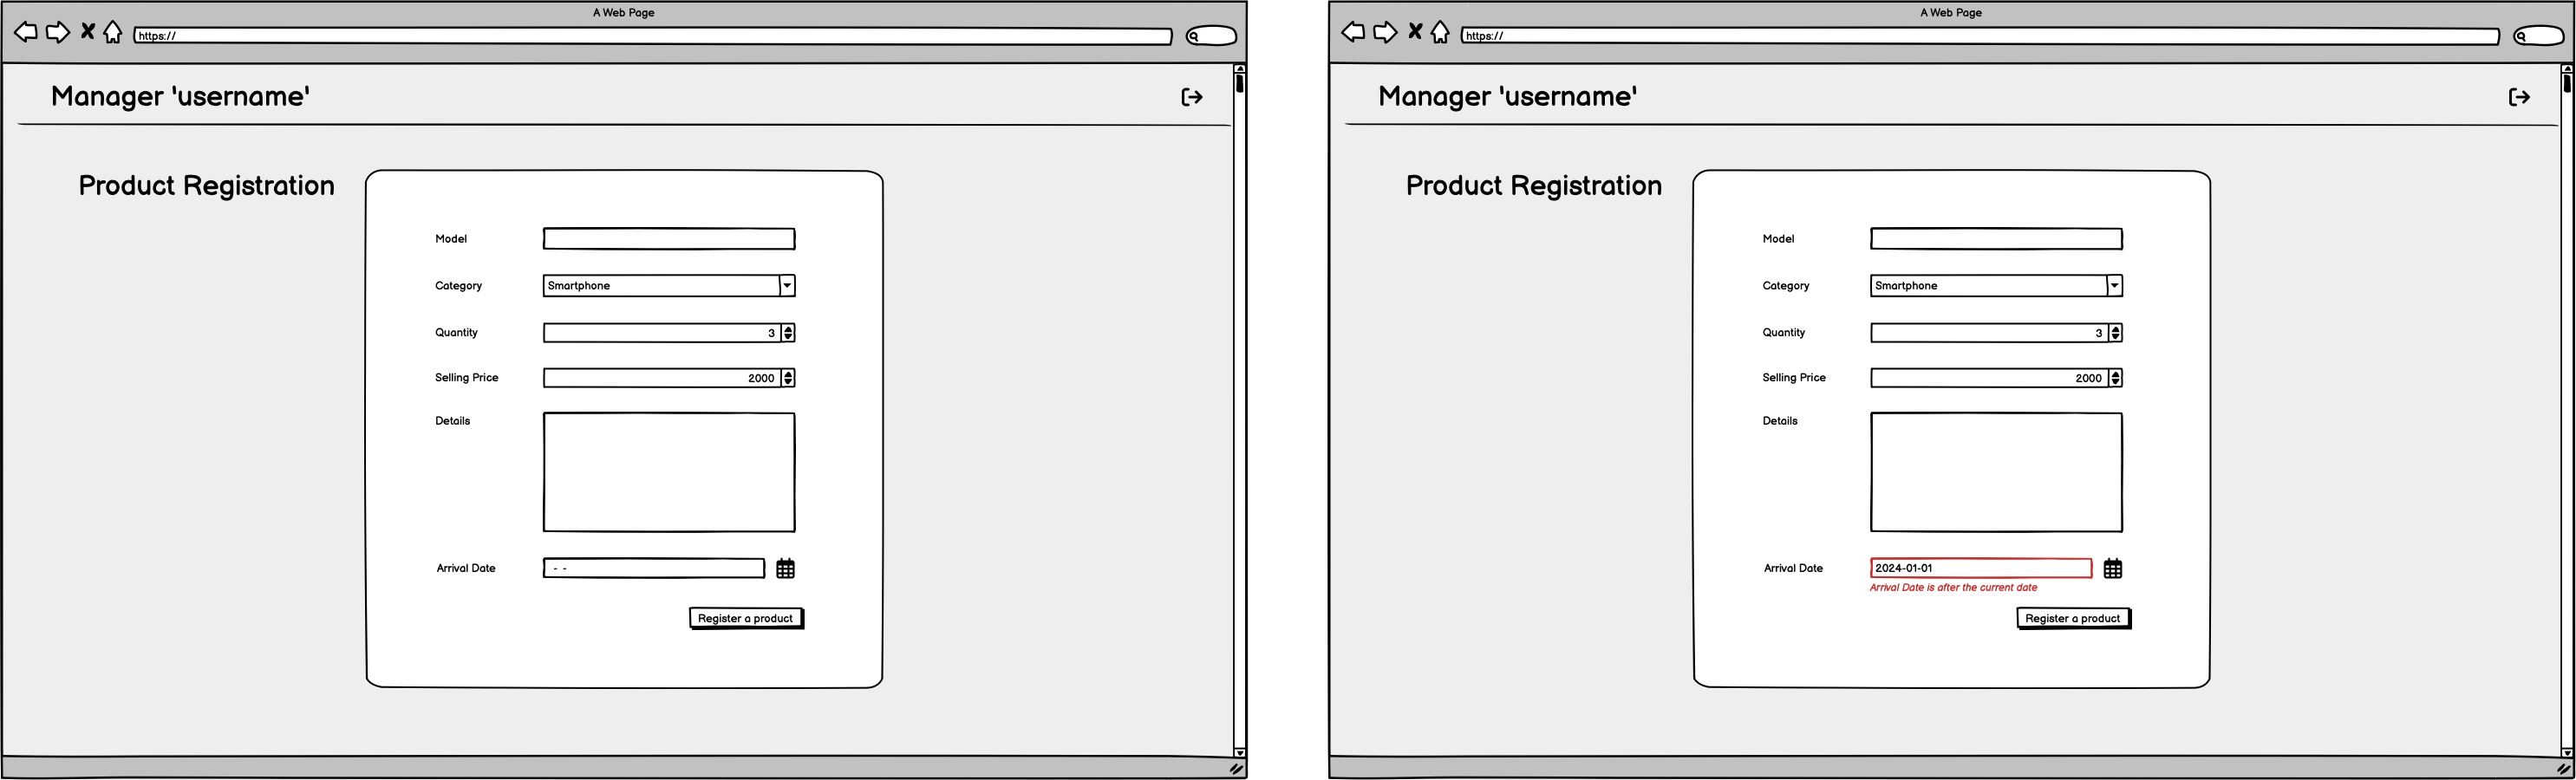 A Web Page
https://
Manager 'username'
Product Registration
Model
Category
Smartphone
Quantity
3
Selling Price
2000
Details
Arrival Date
- -
Register a product
A Web Page
https://
Manager 'username'
Product Registration
Model
Category
Smartphone
Quantity
3
Selling Price
2000
Details
Arrival Date
2024-01-01
Arrival Date is after the current date
Register a product